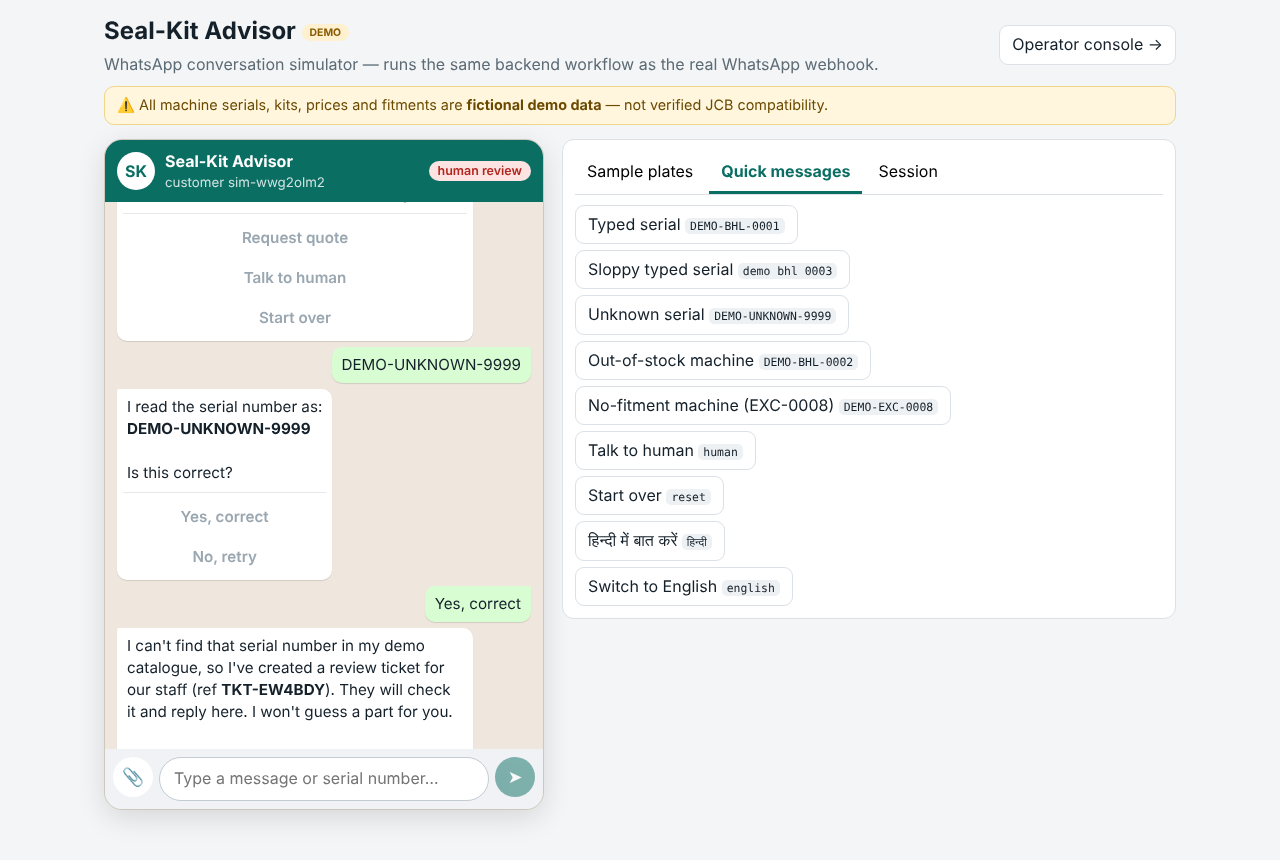 Seal-Kit Advisor DEMO
WhatsApp conversation simulator — runs the same backend workflow as the real WhatsApp webhook.
Operator console →
⚠️ All machine serials, kits, prices and fitments are fictional demo data — not verified JCB compatibility.
SK
Seal-Kit Advisor
customer sim-wwg2olm2
human review
Request quote
Talk to human
Start over
DEMO-UNKNOWN-9999
I read the serial number as:
DEMO-UNKNOWN-9999
Is this correct?
Yes, correct
No, retry
Yes, correct
I can't find that serial number in my demo
catalogue, so I've created a review ticket for
our staff (ref TKT-EW4BDY). They will check
it and reply here. I won't guess a part for you.
Type a message or serial number…
Sample plates
Quick messages
Session
Typed serial DEMO-BHL-0001
Sloppy typed serial demo bhl 0003
Unknown serial DEMO-UNKNOWN-9999
Out-of-stock machine DEMO-BHL-0002
No-fitment machine (EXC-0008) DEMO-EXC-0008
Talk to human human
Start over reset
हिन्दी में बात करें हिन्दी
Switch to English english